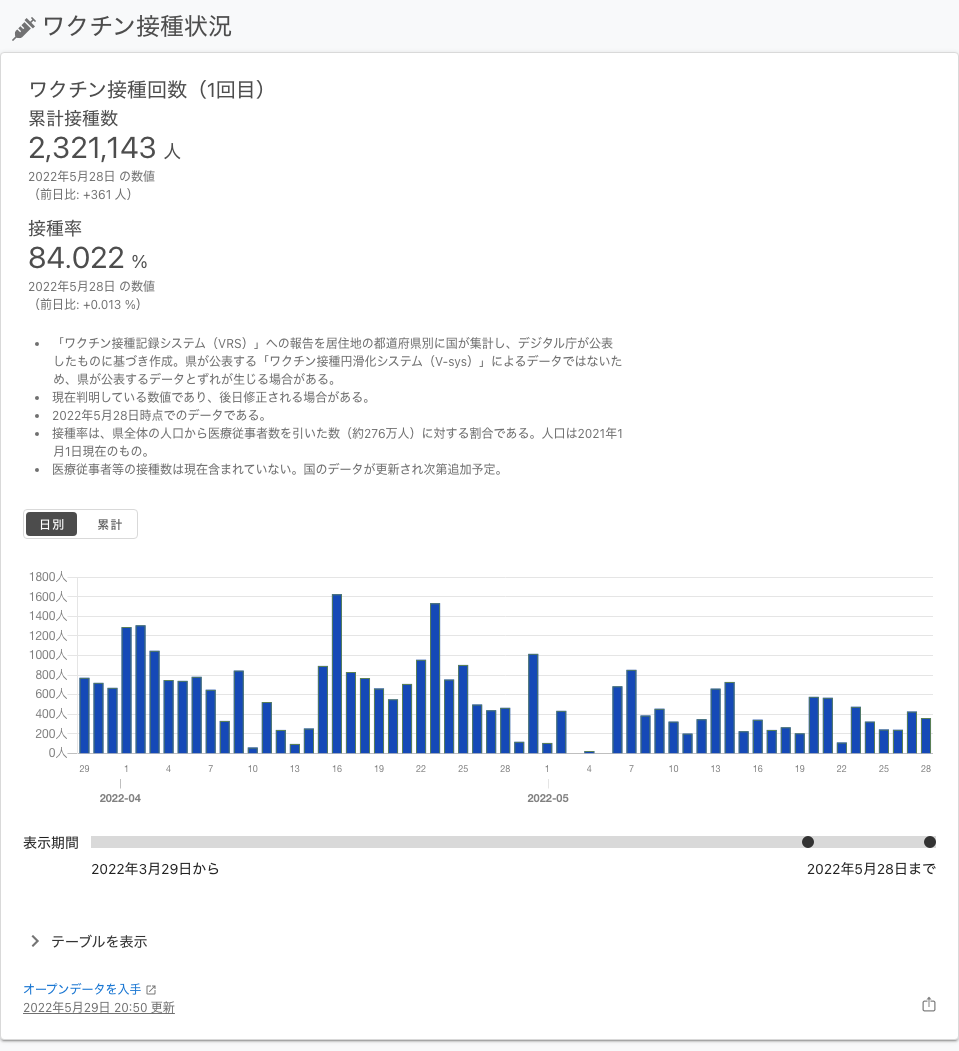 ワクチン接種状況
ワクチン接種回数（1回目）
累計接種数
2,321,143 人
2022年5月28日 の数値
（前日比: +361 人）
接種率
84.022 %
2022年5月28日 の数値
（前日比: +0.013 %）
• 「ワクチン接種記録システム（VRS）」への報告を居住地の都道府県別に国が集計し、デジタル庁が公表
したものに基づき作成。県が公表する「ワクチン接種円滑化システム（V-sys）」によるデータではないた
め、県が公表するデータとずれが生じる場合がある。
• 現在判明している数値であり、後日修正される場合がある。
• 2022年5月28日時点でのデータである。
• 接種率は、県全体の人口から医療従事者数を引いた数（約276万人）に対する割合である。人口は2021年1
月1日現在のもの。
• 医療従事者等の接種数は現在含まれていない。国のデータが更新され次第追加予定。
日別 累計
1800人
1600人
1400人
1200人
1000人
800人
600人
400人
200人
0人
29 1 4 7 10 13 16 19 22 25 28 1 4 7 10 13 16 19 22 25 28
2022-04 2022-05
表示期間
2022年3月29日から 2022年5月28日まで
テーブルを表示
オープンデータを入手
2022年5月29日 20:50 更新